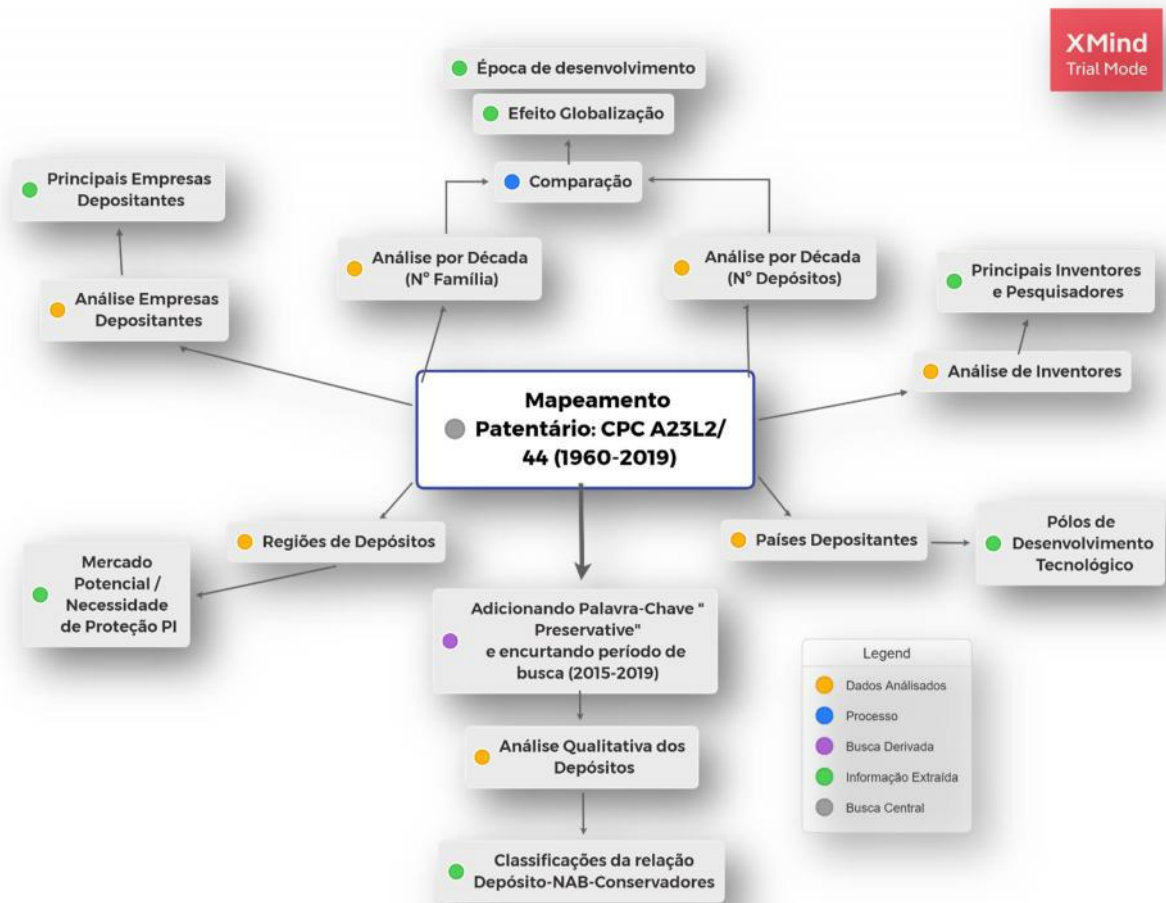 XMind
Trial Mode
Época de desenvolvimento
Efeito Globalização
Comparação
Principais Empresas
Depositantes
Análise por Década
(Nº Família)
Análise por Década
(Nº Depósitos)
Principais Inventores
e Pesquisadores
Análise Empresas
Depositantes
Análise de Inventores
Mapeamento
Patentário: CPC A23L2/
44 (1960-2019)
Regiões de Depósitos
Países Depositantes
Pólos de
Desenvolvimento
Tecnológico
Mercado
Potencial /
Necessidade
de Proteção PI
Adicionando Palavra-Chave "
Preservative"
e encurtando período de
busca (2015-2019)
Análise Qualitativa dos
Depósitos
Classificações da relação
Depósito-NAB-Conservadores
Legend
Dados Análisados
Processo
Busca Derivada
Informação Extraída
Busca Central